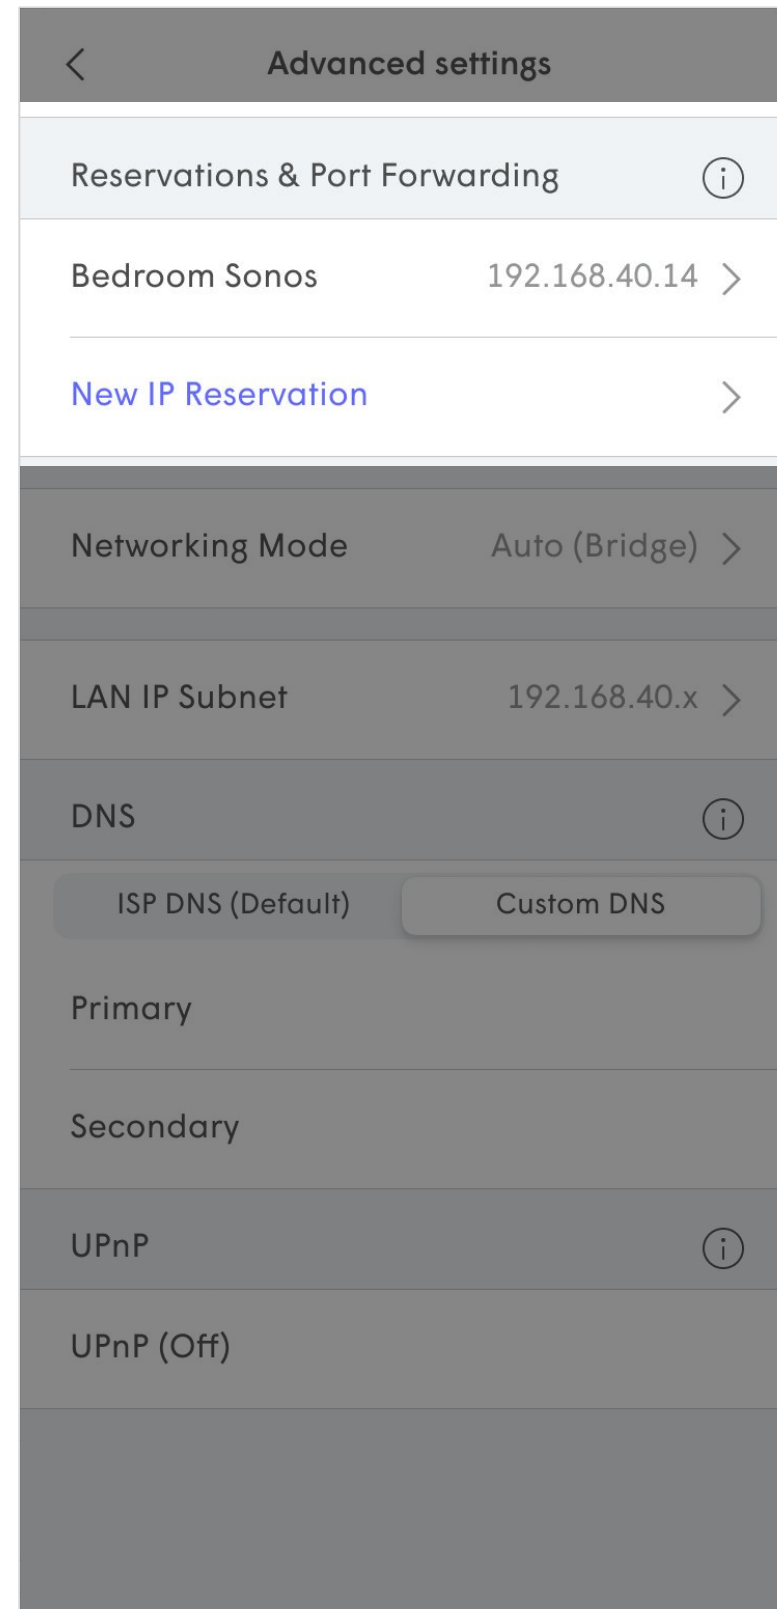 Advanced settings
Reservations & Port Forwarding
Bedroom Sonos 192.168.40.14
New IP Reservation
Networking Mode Auto (Bridge)
LAN IP Subnet 192.168.40.x
DNS
ISP DNS (Default) Custom DNS
Primary
Secondary
UPnP
UPnP (Off)